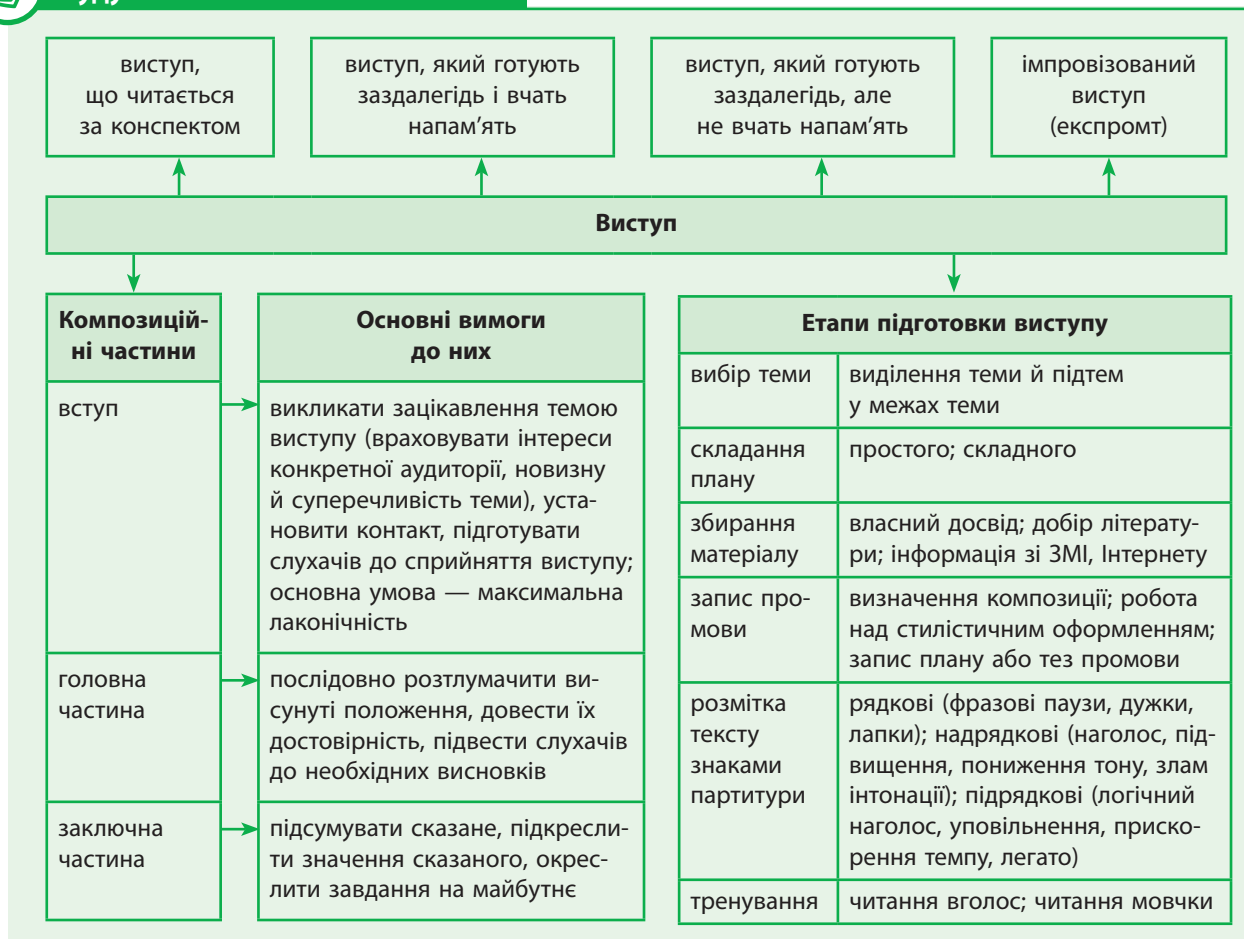 виступ,
що читається
за конспектом
виступ, який готують
заздалегідь і вчать
напам’ять
виступ, який готують
заздалегідь, але
не вчать напам’ять
імпровізований
виступ
(експромт)
Виступ
Композицій-
ні частини
Основні вимоги
до них
вступ
викликати зацікавлення темою
виступу (враховувати інтереси
конкретної аудиторії, новизну
й суперечливість теми), уста-
новити контакт, підготувати
слухачів до сприйняття виступу;
основна умова — максимальна
лаконічність
головна
частина
послідовно розтлумачити ви-
сунуті положення, довести їх
достовірність, підвести слухачів
до необхідних висновків
заключна
частина
підсумувати сказане, підкресли-
ти значення сказаного, окрес-
лити завдання на майбутнє
Етапи підготовки виступу
вибір теми
виділення теми й підтем
у межах теми
складання
плану
простого; складного
збирання
матеріалу
власний досвід; добір літерату-
ри; інформація зі ЗМІ, Інтернету
запис про-
мови
визначення композиції; робота
над стилістичним оформленням;
запис плану або тез промови
розмітка
тексту
знаками
партитури
рядкові (фразові паузи, дужки,
лапки); надрядкові (наголос, під-
вищення, пониження тону, злам
інтонації); підрядкові (логічний
наголос, уповільнення, приско-
рення темпу, легато)
тренування
читання вголос; читання мовчки